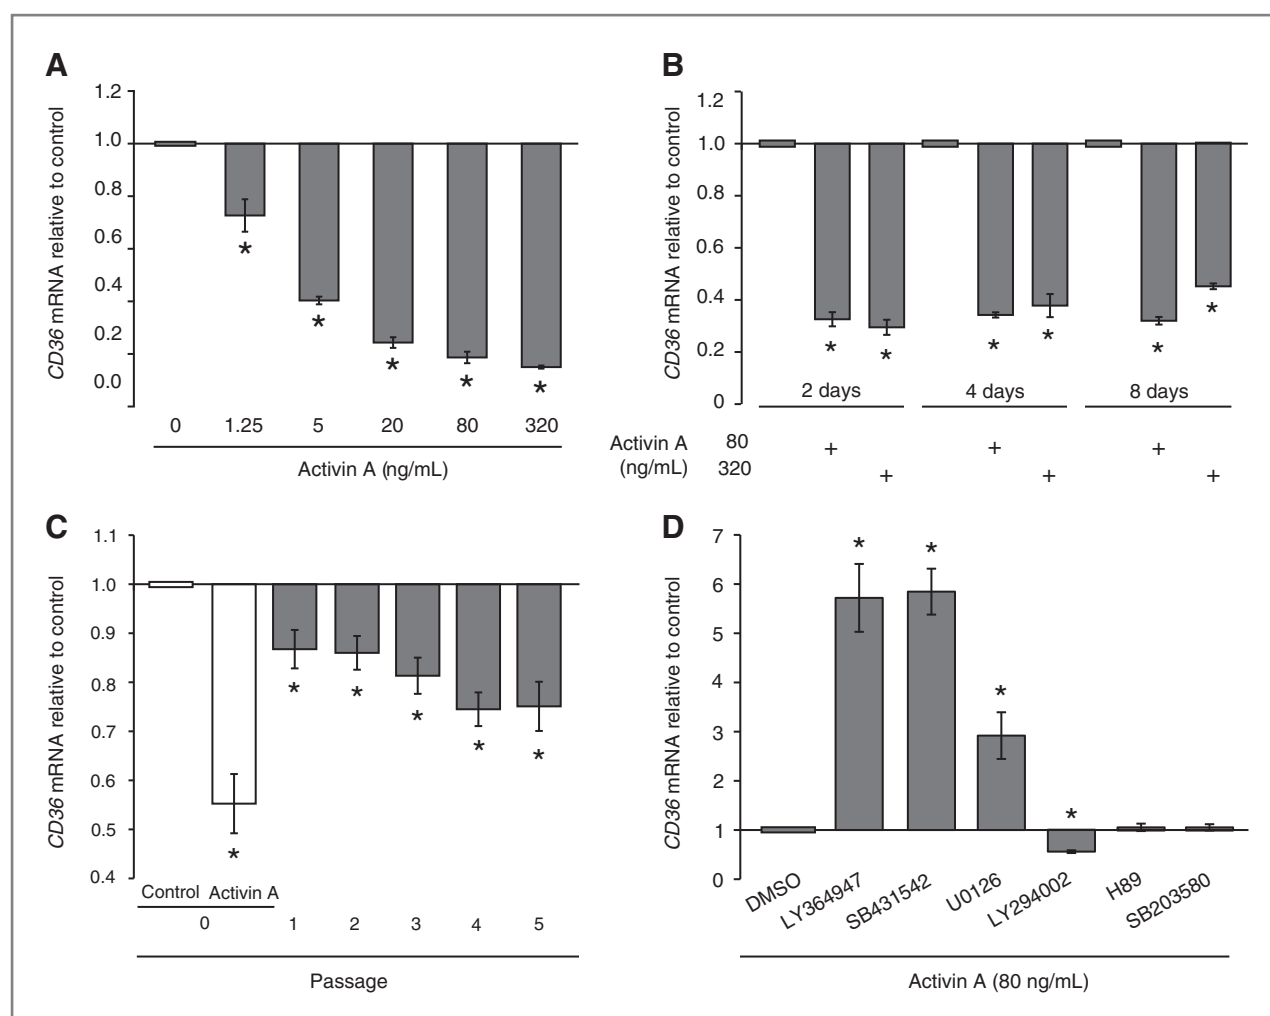 A
CD36 mRNA relative to control
1.2
1.0
0.8
0.6
0.4
0.2
0.0
* * * * *
0 1.25 5 20 80 320
Activin A (ng/mL)
B
CD36 mRNA relative to control
1.2
1.0
0.8
0.6
0.4
0.2
0
* * * * * *
2 days 4 days 8 days
Activin A 80 + + +
(ng/mL) 320 + + +
C
CD36 mRNA relative to control
1.1
1.0
0.9
0.8
0.7
0.6
0.5
0.4
* * * * * *
Control Activin A
0 1 2 3 4 5
Passage
D
CD36 mRNA relative to control
7
6
5
4
3
2
1
0
* * * *
DMSO LY364947 SB431542 U0126 LY294002 H89 SB203580
Activin A (80 ng/mL)